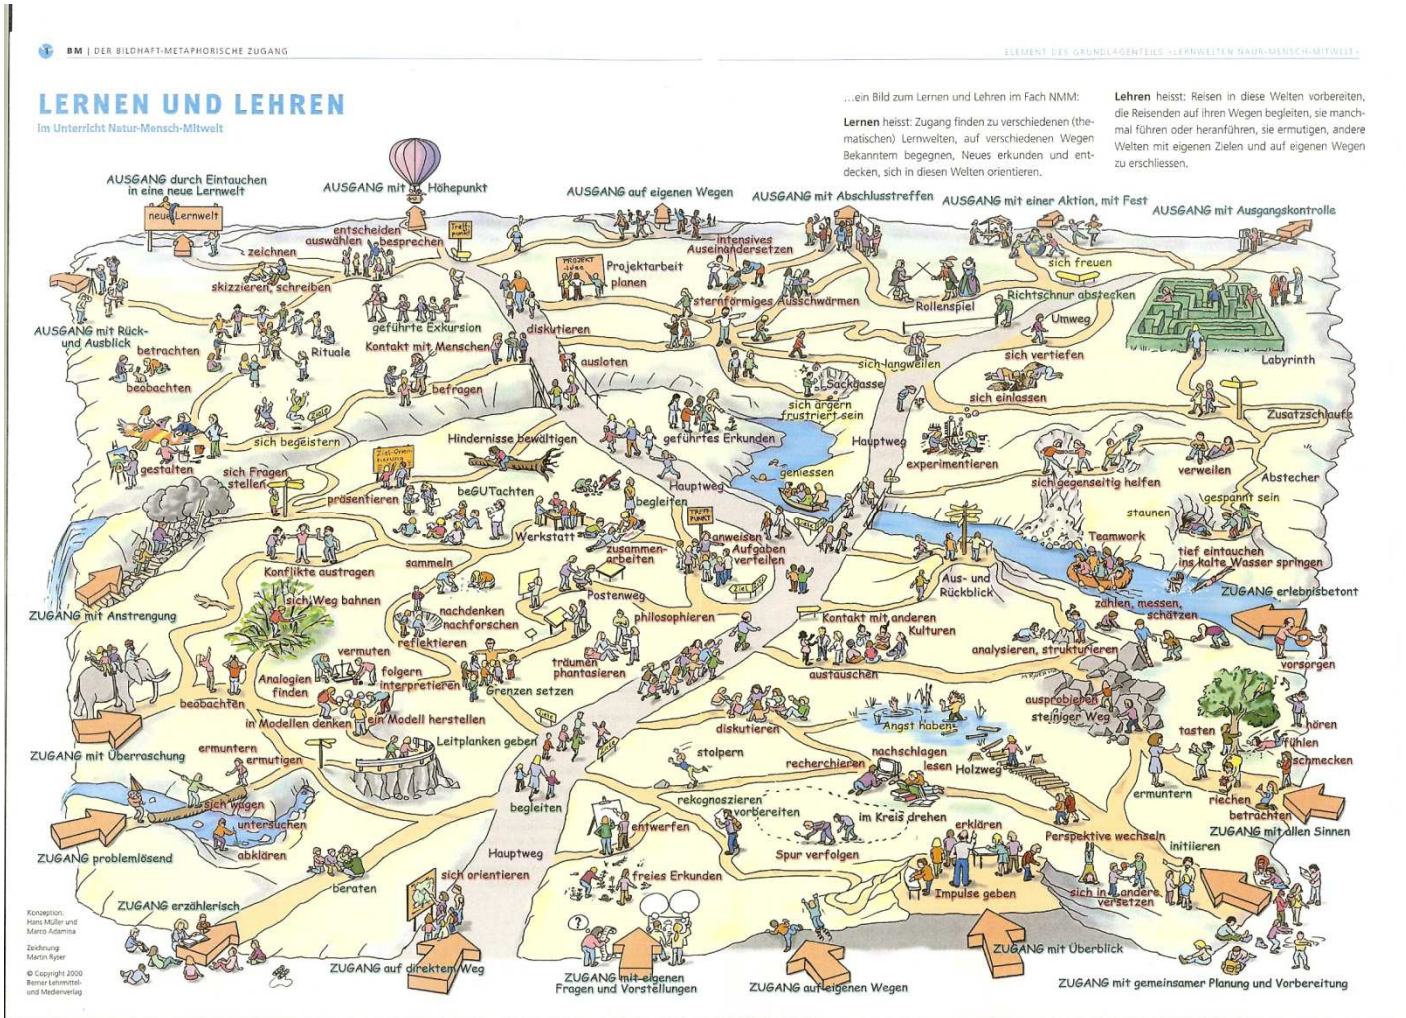 1 BM | DER BILDHAFT-METAPHORISCHE ZUGANG
ELEMENT DES GRUNDLAGENTEILS «LERNWELTEN NAUR-MENSCH-MITWELT»
LERNEN UND LEHREN
im Unterricht Natur-Mensch-Mitwelt
…ein Bild zum Lernen und Lehren im Fach NMM:
Lernen heisst: Zugang finden zu verschiedenen (the-
matischen) Lernwelten, auf verschiedenen Wegen
Bekanntem begegnen, Neues erkunden und ent-
decken, sich in diesen Welten orientieren.
Lehren heisst: Reisen in diese Welten vorbereiten,
die Reisenden auf ihren Wegen begleiten, sie manch-
mal führen oder heranführen, sie ermutigen, andere
Welten mit eigenen Zielen und auf eigenen Wegen
zu erschliessen.
AUSGANG durch Eintauchen
in eine neue Lernwelt
AUSGANG mit Höhepunkt
AUSGANG auf eigenen Wegen
AUSGANG mit Abschlusstreffen
AUSGANG mit einer Aktion, mit Fest
AUSGANG mit Ausgangskontrolle
neue Lernwelt
zeichnen
entscheiden
auswählen
besprechen
Treff-
punkt
skizzieren, schreiben
PROJEKT
-idee
Projektarbeit
planen
intensives
Auseinandersetzen
sich freuen
sternförmiges Ausschwärmen
Rollenspiel
Richtschnur abstecken
Umweg
AUSGANG mit Rück-
und Ausblick
geführte Exkursion
diskutieren
betrachten
Rituale
Kontakt mit Menschen
ausloten
sich langweilen
sich vertiefen
Labyrinth
beobachten
befragen
Sackgasse
sich einlassen
sich ärgern
frustriert sein
Zusatzschlaufe
ZIELE
sich begeistern
Hindernisse bewältigen
geführtes Erkunden
Hauptweg
Ziel-Orien-
tierung
gestalten
sich Fragen
stellen
experimentieren
sich gegenseitig helfen
verweilen
Abstecher
genießen
Hauptweg
präsentieren
beGUTachten
begleiten
gespannt sein
staunen
TREFF
PUNKT
Werkstatt
anweisen
Aufgaben
verteilen
zusammen-
arbeiten
Teamwork
tief eintauchen
ins kalte Wasser springen
Konflikte austragen
sammeln
Aus- und
Rückblick
ZUGANG erlebnisbetont
sich Weg bahnen
Postenweg
ZIEL
zählen, messen,
schätzen
ZUGANG mit Anstrengung
nachdenken
nachforschen
philosophieren
Kontakt mit anderen
Kulturen
reflektieren
analysieren, strukturieren
vermuten
vorsorgen
folgern
interpretieren
träumen
phantasieren
austauschen
Analogien
finden
Grenzen setzen
beobachten
ausprobieren
steiniger Weg
in Modellen denken
ein Modell herstellen
diskutieren
Angst haben
hören
tasten
fühlen
Leitplanken geben
ZUGANG mit Überraschung
ermuntern
ermutigen
stolpern
nachschlagen
lesen
recherchieren
Holzweg
schmecken
ermuntern
riechen
sich wagen
begleiten
rekognoszieren
vorbereiten
im Kreis drehen
betrachten
untersuchen
entwerfen
erklären
ZUGANG mit allen Sinnen
Perspektive wechseln
initiieren
ZUGANG problemlösend
abklären
Hauptweg
Spur verfolgen
beraten
sich orientieren
freies Erkunden
Impulse geben
sich in andere
versetzen
ZUGANG erzählerisch
?
ZUGANG mit Überblick
ZUGANG auf direktem Weg
ZUGANG mit eigenen
Fragen und Vorstellungen
ZUGANG auf eigenen Wegen
ZUGANG mit gemeinsamer Planung und Vorbereitung
Konzeption:
Hans Müller und
Marco Adamina
Zeichnung:
Martin Ryser
© Copyright 2000
Berner Lehrmittel-
und Medienverlag